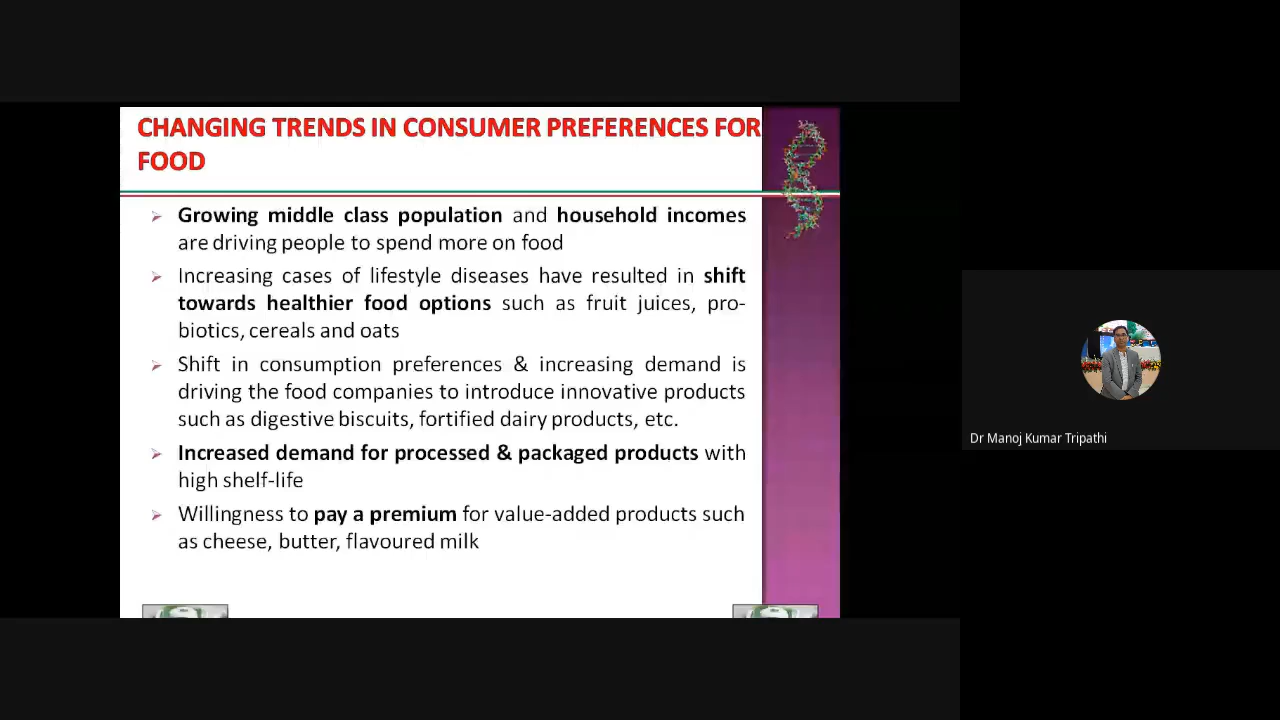 CHANGING TRENDS IN CONSUMER PREFERENCES FOR
FOOD
Growing middle class population and household incomes
are driving people to spend more on food
Increasing cases of lifestyle diseases have resulted in shift
towards healthier food options such as fruit juices, pro-
biotics, cereals and oats
Shift in consumption preferences & increasing demand is
driving the food companies to introduce innovative products
such as digestive biscuits, fortified dairy products, etc.
Increased demand for processed & packaged products with
high shelf-life
Willingness to pay a premium for value-added products such
as cheese, butter, flavoured milk
Dr Manoj Kumar Tripathi